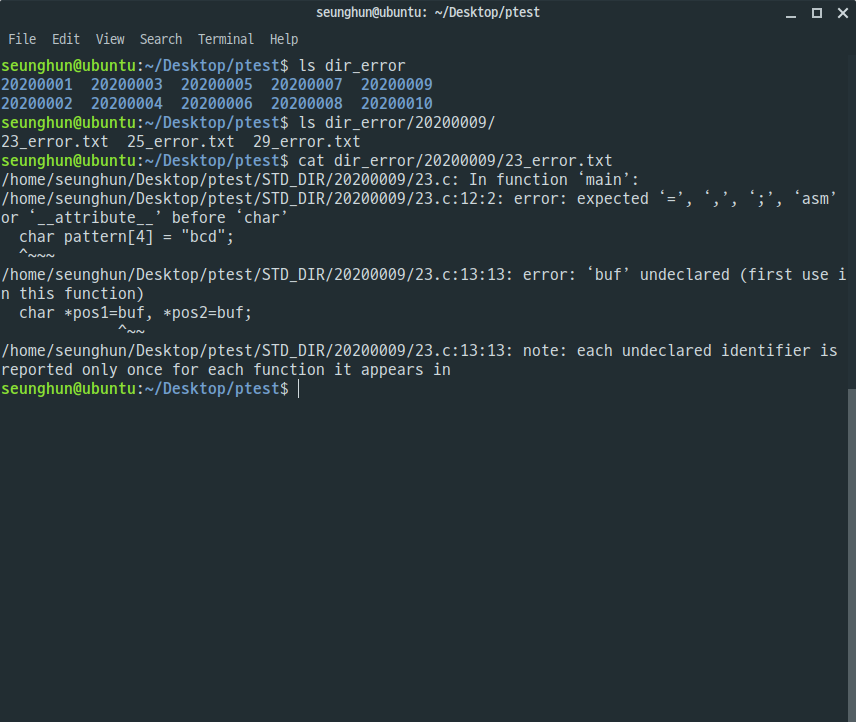 seunghun@ubuntu: ~/Desktop/ptest
File Edit View Search Terminal Help
seunghun@ubuntu:~/Desktop/ptest$ ls dir_error
20200001  20200003  20200005  20200007  20200009
20200002  20200004  20200006  20200008  20200010
seunghun@ubuntu:~/Desktop/ptest$ ls dir_error/20200009/
23_error.txt  25_error.txt  29_error.txt
seunghun@ubuntu:~/Desktop/ptest$ cat dir_error/20200009/23_error.txt
/home/seunghun/Desktop/ptest/STD_DIR/20200009/23.c: In function ‘main’:
/home/seunghun/Desktop/ptest/STD_DIR/20200009/23.c:12:2: error: expected ‘=’, ‘,’, ‘;’, ‘asm’
or ‘__attribute__’ before ‘char’
  char pattern[4] = "bcd";
  ^~~~
/home/seunghun/Desktop/ptest/STD_DIR/20200009/23.c:13:13: error: ‘buf’ undeclared (first use i
n this function)
  char *pos1=buf, *pos2=buf;
             ^~~
/home/seunghun/Desktop/ptest/STD_DIR/20200009/23.c:13:13: note: each undeclared identifier is
reported only once for each function it appears in
seunghun@ubuntu:~/Desktop/ptest$